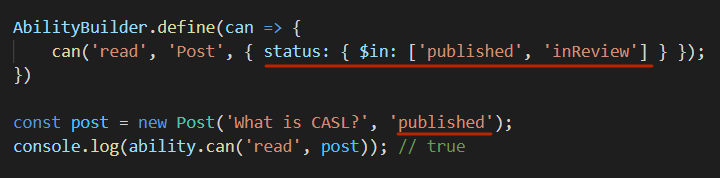 AbilityBuilder.define(can => {
can('read', 'Post', { status: { $in: ['published', 'inReview'] } });
})
const post = new Post('What is CASL?', 'published');
console.log(ability.can('read', post)); // true